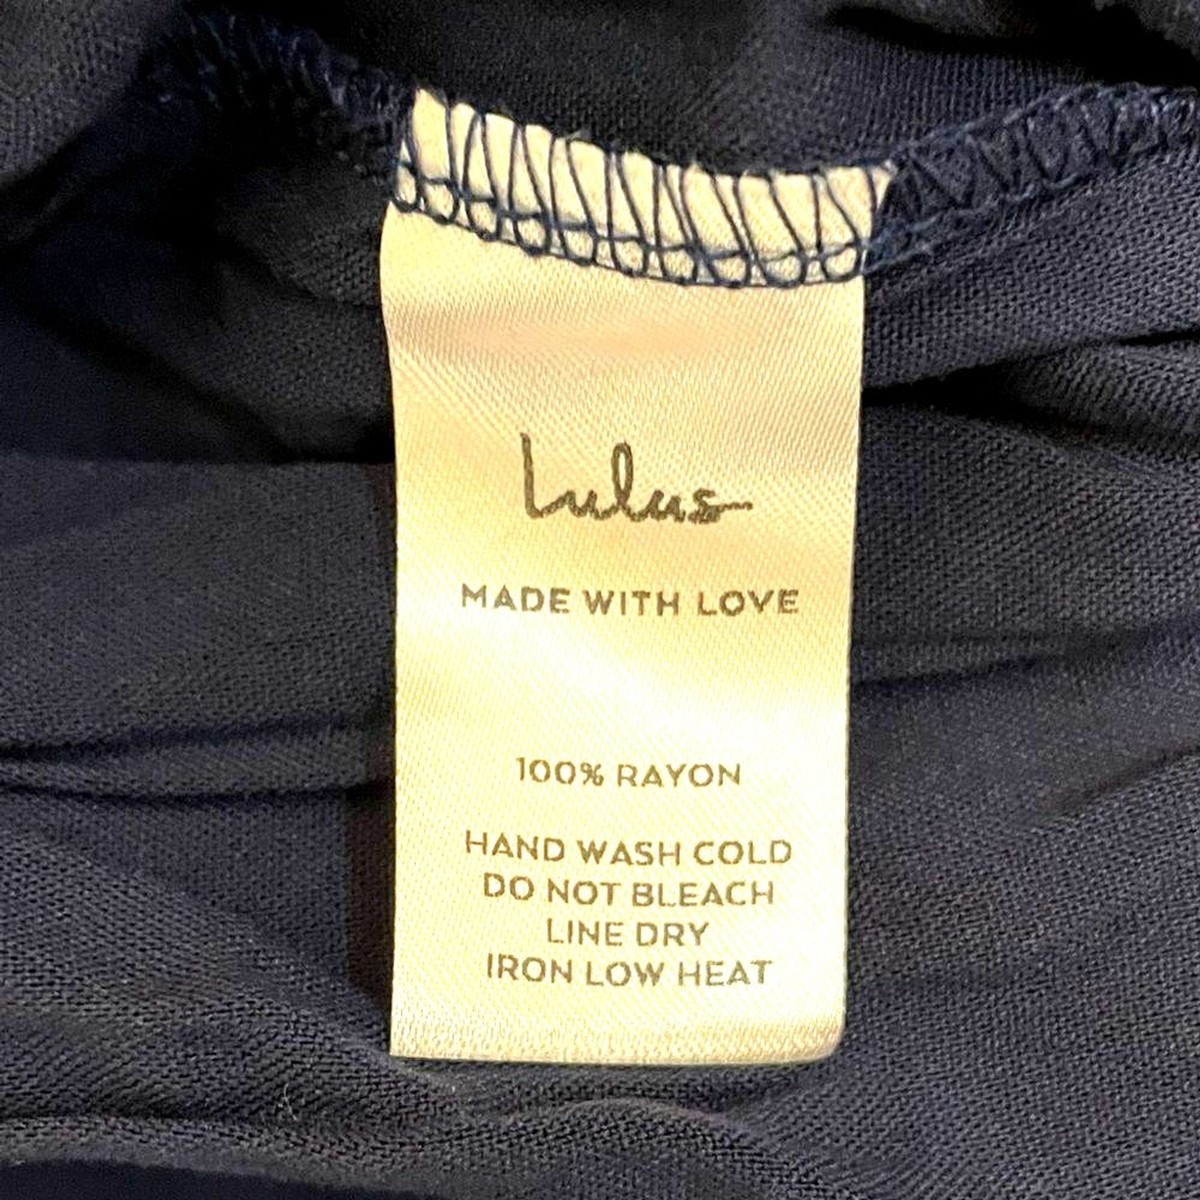 Lulus
MADE WITH LOVE
100% RAYON
HAND WASH COLD
DO NOT BLEACH
LINE DRY
IRON LOW HEAT